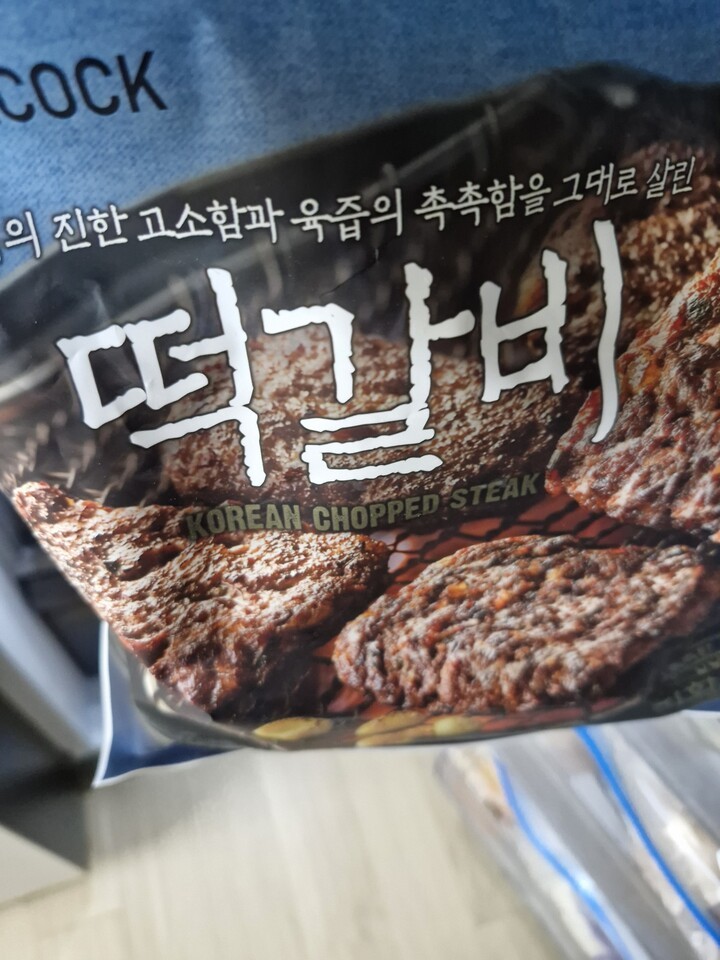 COCK
의 진한 고소함과 육즙의 촉촉함을 그대로 살린
떡갈비
KOREAN CHOPPED STEAK